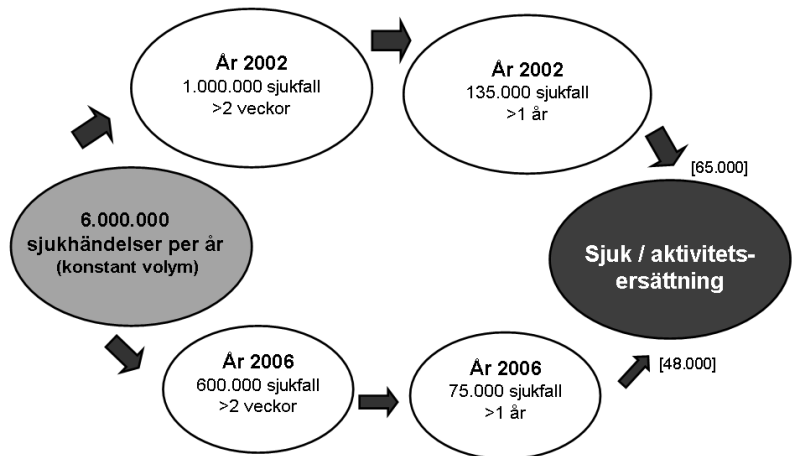 År 2002
1.000.000 sjukfall
>2 veckor
År 2002
135.000 sjukfall
>1 år
[65.000]
6.000.000
sjukhändelser per år
(konstant volym)
Sjuk / aktivitets-
ersättning
År 2006
600.000 sjukfall
>2 veckor
År 2006
75.000 sjukfall
>1 år
[48.000]